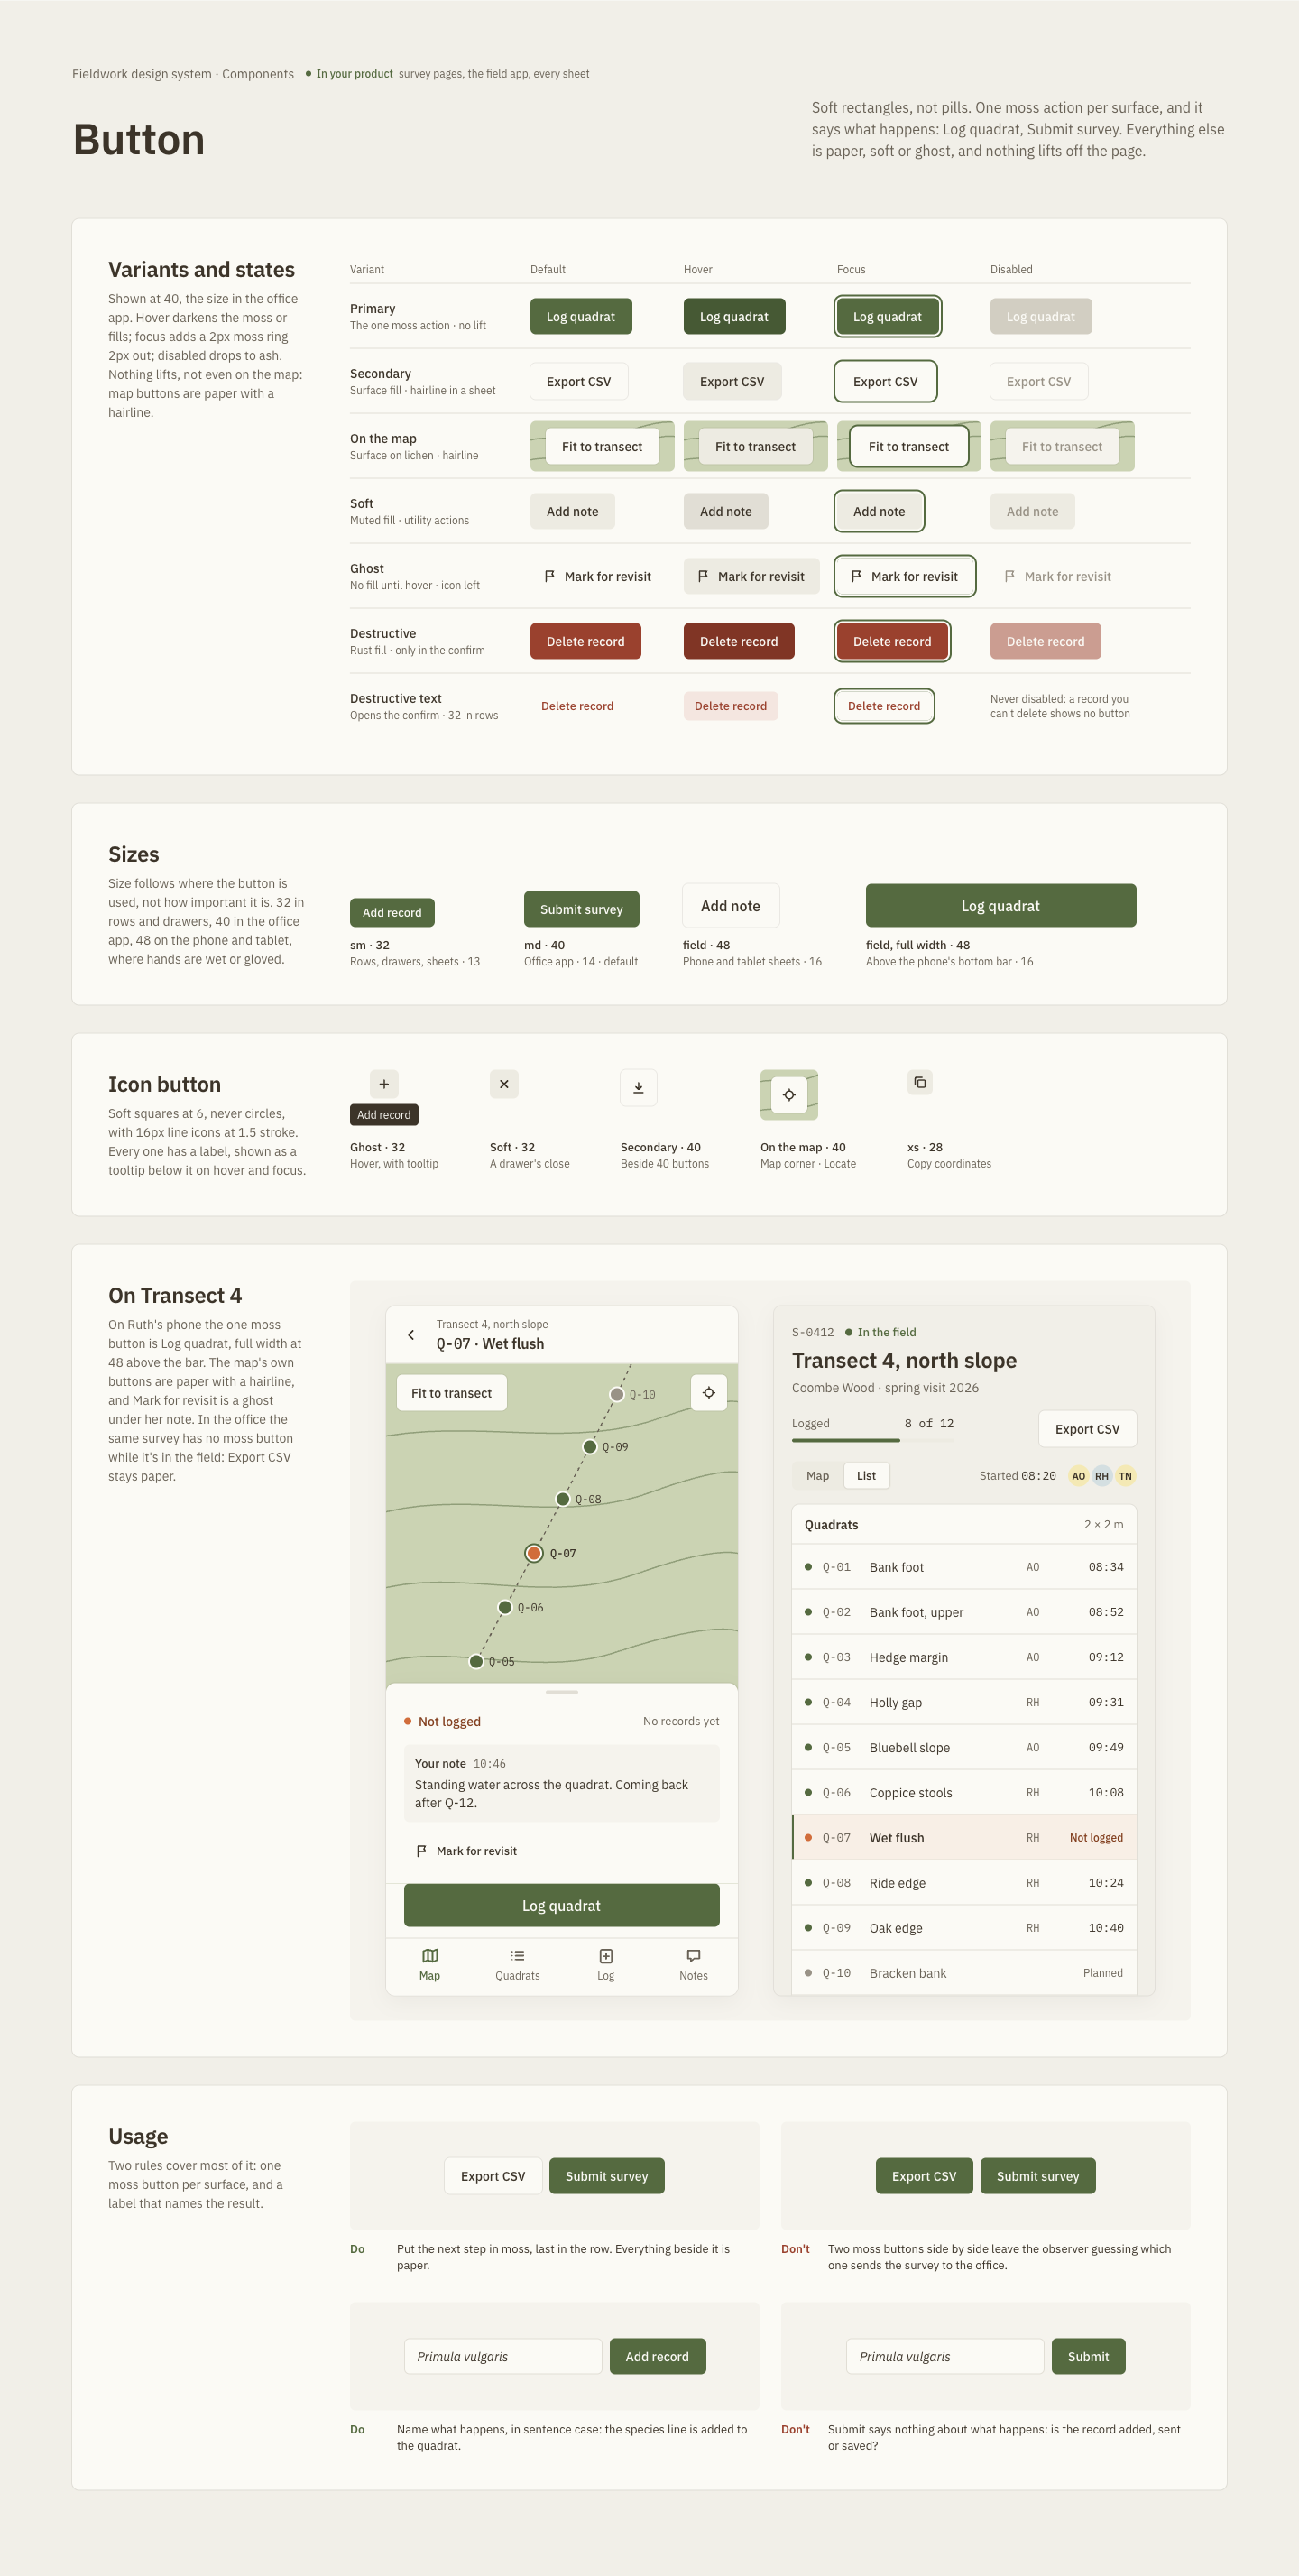 Fieldwork design system · Components
In your product survey pages, the field app, every sheet
Button
Soft rectangles, not pills. One moss action per surface, and it
says what happens: Log quadrat, Submit survey. Everything else
is paper, soft or ghost, and nothing lifts off the page.
Variants and states
Shown at 40, the size in the office
app. Hover darkens the moss or
fills; focus adds a 2px moss ring
2px out; disabled drops to ash.
Nothing lifts, not even on the map:
map buttons are paper with a
hairline.
Variant Default Hover Focus Disabled
Primary
The one moss action · no lift
Log quadrat Log quadrat Log quadrat Log quadrat
Secondary
Surface fill · hairline in a sheet
Export CSV Export CSV Export CSV Export CSV
On the map
Surface on lichen · hairline
Fit to transect Fit to transect Fit to transect Fit to transect
Soft
Muted fill · utility actions
Add note Add note Add note Add note
Ghost
No fill until hover · icon left
Mark for revisit Mark for revisit Mark for revisit Mark for revisit
Destructive
Rust fill · only in the confirm
Delete record Delete record Delete record Delete record
Destructive text
Opens the confirm · 32 in rows
Delete record Delete record Delete record
Never disabled: a record you
can't delete shows no button
Sizes
Size follows where the button is
used, not how important it is. 32 in
rows and drawers, 40 in the office
app, 48 on the phone and tablet,
where hands are wet or gloved.
Add record
sm · 32
Rows, drawers, sheets · 13
Submit survey
md · 40
Office app · 14 · default
Add note
field · 48
Phone and tablet sheets · 16
Log quadrat
field, full width · 48
Above the phone's bottom bar · 16
Icon button
Soft squares at 6, never circles,
with 16px line icons at 1.5 stroke.
Every one has a label, shown as a
tooltip below it on hover and focus.
Add record
Ghost · 32
Hover, with tooltip
Soft · 32
A drawer's close
Secondary · 40
Beside 40 buttons
On the map · 40
Map corner · Locate
xs · 28
Copy coordinates
On Transect 4
On Ruth's phone the one moss
button is Log quadrat, full width at
48 above the bar. The map's own
buttons are paper with a hairline,
and Mark for revisit is a ghost
under her note. In the office the
same survey has no moss button
while it's in the field: Export CSV
stays paper.
Transect 4, north slope
Q-07 · Wet flush
Fit to transect
Q-10
Q-09
Q-08
Q-07
Q-06
Q-05
Not logged No records yet
Your note 10:46
Standing water across the quadrat. Coming back
after Q-12.
Mark for revisit
Log quadrat
Map Quadrats Log Notes
S-0412 In the field
Transect 4, north slope
Coombe Wood · spring visit 2026
Logged 8 of 12
Export CSV
Map List Started 08:20 AO RH TN
Quadrats 2 × 2 m
Q-01 Bank foot AO 08:34
Q-02 Bank foot, upper AO 08:52
Q-03 Hedge margin AO 09:12
Q-04 Holly gap RH 09:31
Q-05 Bluebell slope AO 09:49
Q-06 Coppice stools RH 10:08
Q-07 Wet flush RH Not logged
Q-08 Ride edge RH 10:24
Q-09 Oak edge RH 10:40
Q-10 Bracken bank Planned
Usage
Two rules cover most of it: one
moss button per surface, and a
label that names the result.
Export CSV Submit survey
Do Put the next step in moss, last in the row. Everything beside it is
paper.
Export CSV Submit survey
Don't Two moss buttons side by side leave the observer guessing which
one sends the survey to the office.
Primula vulgaris Add record
Do Name what happens, in sentence case: the species line is added to
the quadrat.
Primula vulgaris Submit
Don't Submit says nothing about what happens: is the record added, sent
or saved?